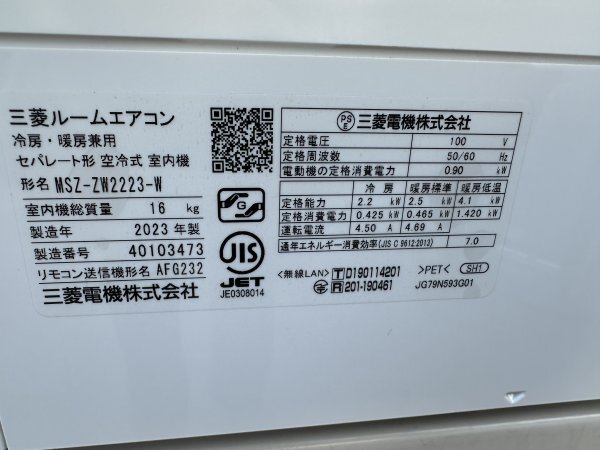 三菱ルームエアコン
冷房・暖房兼用
セパレート形 空冷式 室内機
形名 MSZ-ZW2223-W
室内機総質量 16 kg
製造年 2023 年製
製造番号 40103473
リモコン送信機形名 AFG232
三菱電機株式会社
G
JIS
JET
JE0308014
PSE 三菱電機株式会社
定格電圧 100 V
定格周波数 50/60 Hz
電動機の定格消費電力 0.90 kW
冷 房 暖房標準 暖房低温
定格能力 2.2 kW 2.5 kW 4.1 kW
定格消費電力 0.425 kW 0.465 kW 1.420 kW
運転電流 4.50 A 4.69 A
通年エネルギー消費効率(JIS C 9612:2013) 7.0
<無線LAN> T D190114201
R 201-190461
>PET< SH1
JG79N593G01